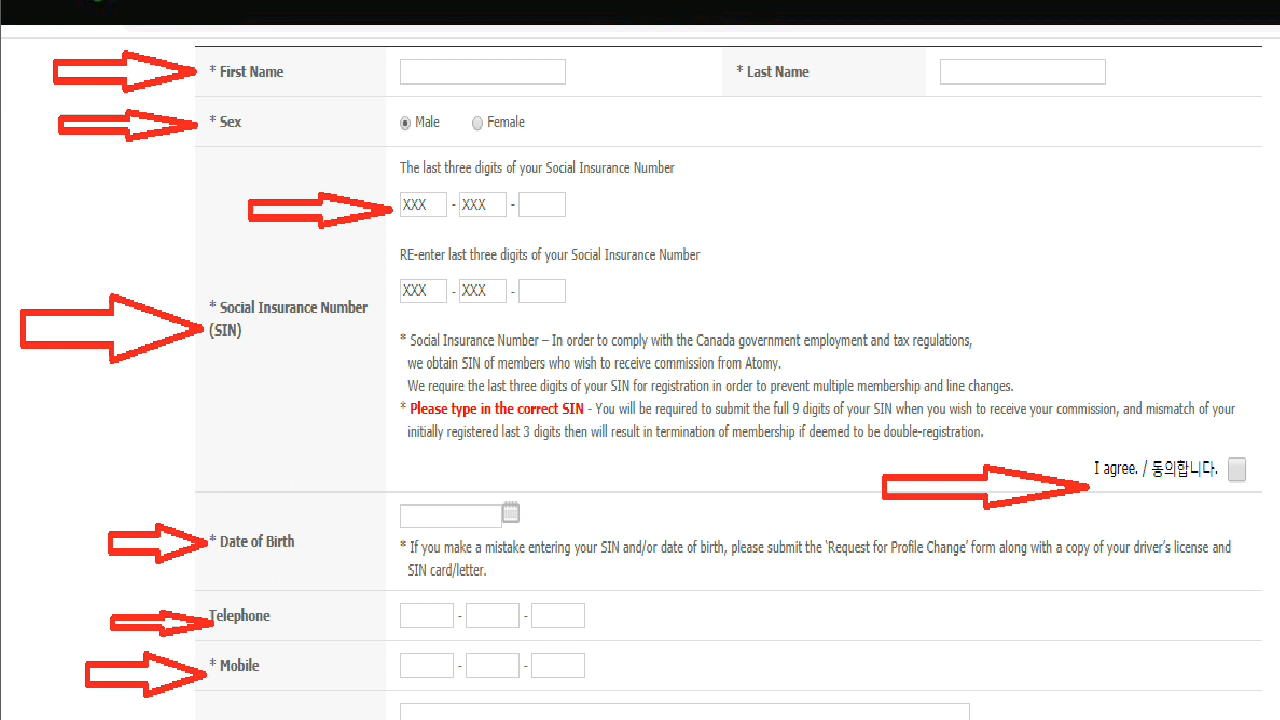 * First Name
* Last Name
* Sex
Male
Female
The last three digits of your Social Insurance Number
XXX - XXX -
RE-enter last three digits of your Social Insurance Number
XXX - XXX -
* Social Insurance Number
(SIN)
* Social Insurance Number – In order to comply with the Canada government employment and tax regulations,
we obtain SIN of members who wish to receive commission from Atomy.
We require the last three digits of your SIN for registration in order to prevent multiple membership and line changes.
* Please type in the correct SIN - You will be required to submit the full 9 digits of your SIN when you wish to receive your commission, and mismatch of your
initially registered last 3 digits then will result in termination of membership if deemed to be double-registration.
I agree. / 동의합니다.
* Date of Birth
* If you make a mistake entering your SIN and/or date of birth, please submit the 'Request for Profile Change' form along with a copy of your driver's license and
SIN card/letter.
Telephone
- -
* Mobile
- -